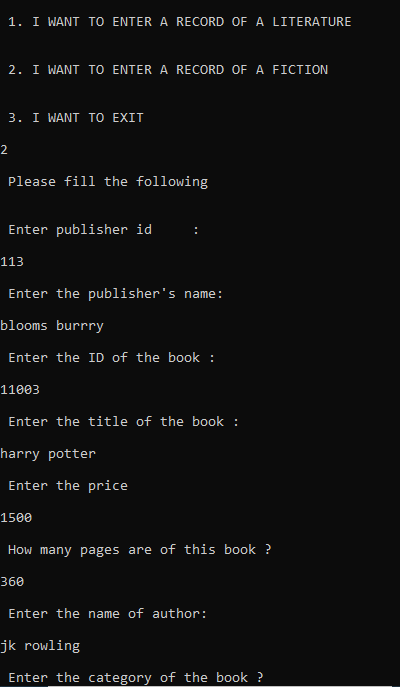 1. I WANT TO ENTER A RECORD OF A LITERATURE
2. I WANT TO ENTER A RECORD OF A FICTION
3. I WANT TO EXIT
2
Please fill the following
Enter publisher id     :
113
Enter the publisher's name:
blooms burrry
Enter the ID of the book :
11003
Enter the title of the book :
harry potter
Enter the price
1500
How many pages are of this book ?
360
Enter the name of author:
jk rowling
Enter the category of the book ?